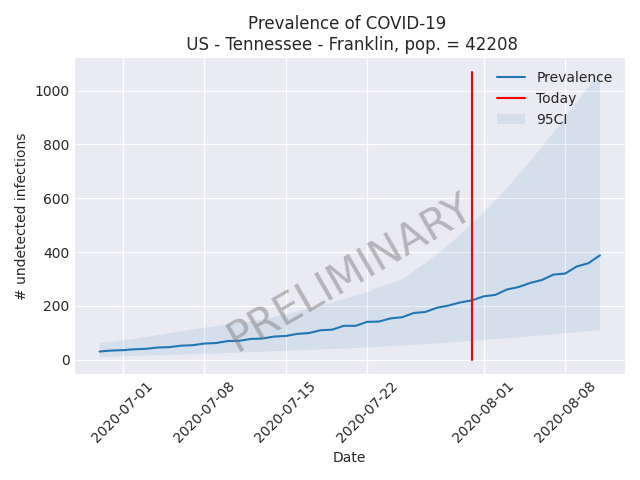 Prevalence of COVID-19
US - Tennessee - Franklin, pop. = 42208
1000
800
600
400
200
0
# undetected infections
Prevalence
Today
95CI
PRELIMINARY
2020-07-01
2020-07-08
2020-07-15
2020-07-22
2020-08-01
2020-08-08
Date